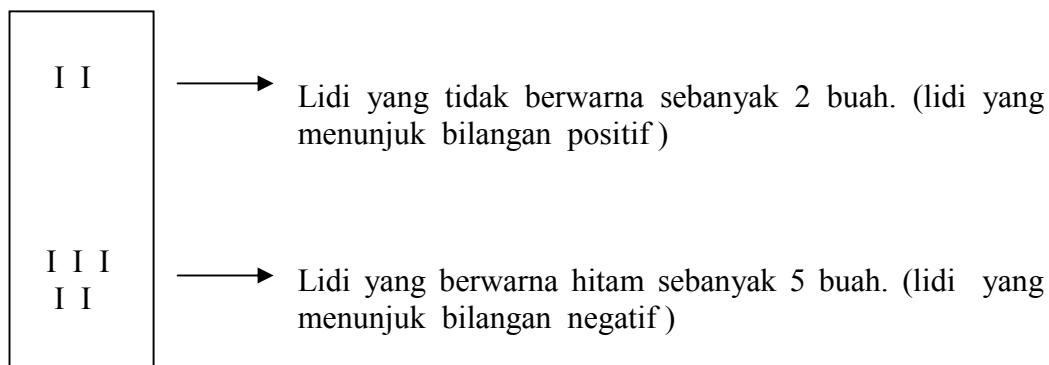 I I
Lidi yang tidak berwarna sebanyak 2 buah. (lidi yang
menunjuk bilangan positif )
I I I
I I
Lidi yang berwarna hitam sebanyak 5 buah. (lidi yang
menunjuk bilangan negatif )